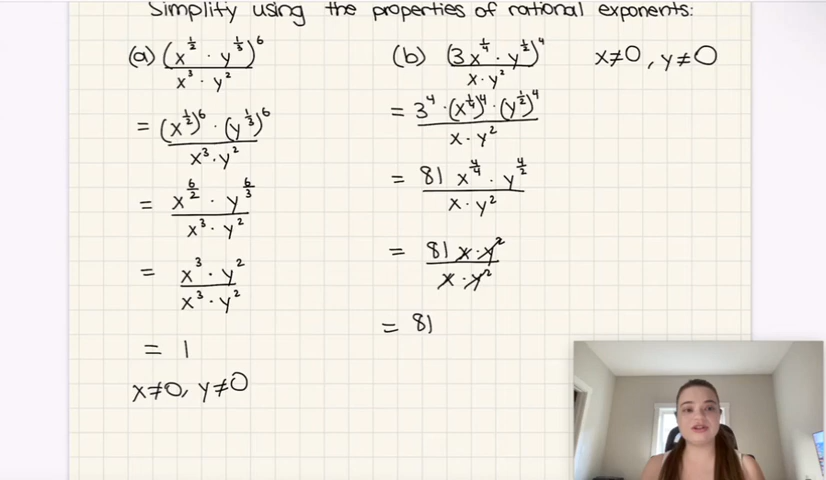 Simplify using the properties of rational exponents:
(a) (x^(1/2) · y^(1/3))^6 / (x^3 · y^2)
= (x^(1/2))^6 · (y^(1/3))^6 / (x^3 · y^2)
= x^(6/2) · y^(6/3) / (x^3 · y^2)
= x^3 · y^2 / (x^3 · y^2)
= 1
x≠0, y≠0
(b) (3x^(1/4) · y^(1/2))^4 / (x · y^2)
x≠0, y≠0
= 3^4 · (x^(1/4))^4 · (y^(1/2))^4 / (x · y^2)
= 81 x^(4/4) · y^(4/2) / (x · y^2)
= 81 x · y^2 / (x · y^2)
= 81